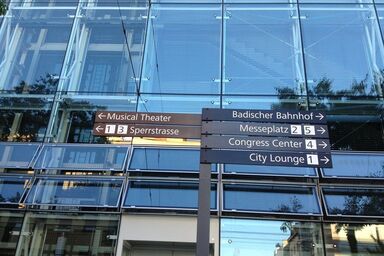 ← Musical Theater
← 1 3 Sperrstrasse
Badischer Bahnhof →
Messeplatz 2 5 →
Congress Center 4 →
City Lounge 1 →